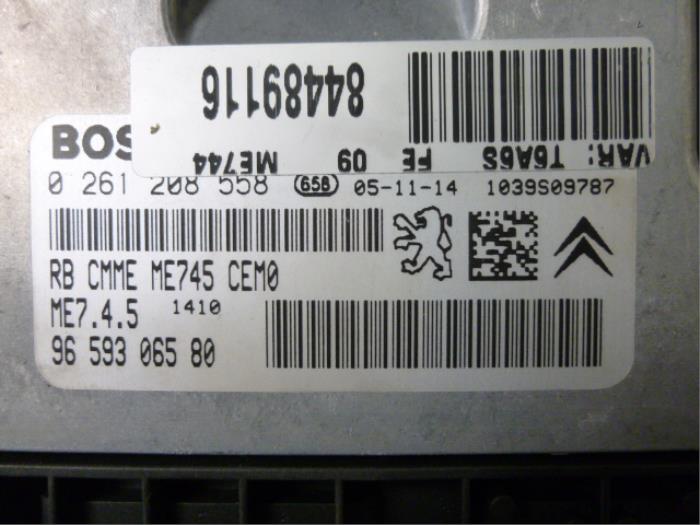 VAR: T6A6S FE 09 ME744
84489116
BOS
0 261 208 558 656 05-11-14 1039S09787
RB CMME ME745 CEM0
ME7.4.5 1410
96 593 065 80